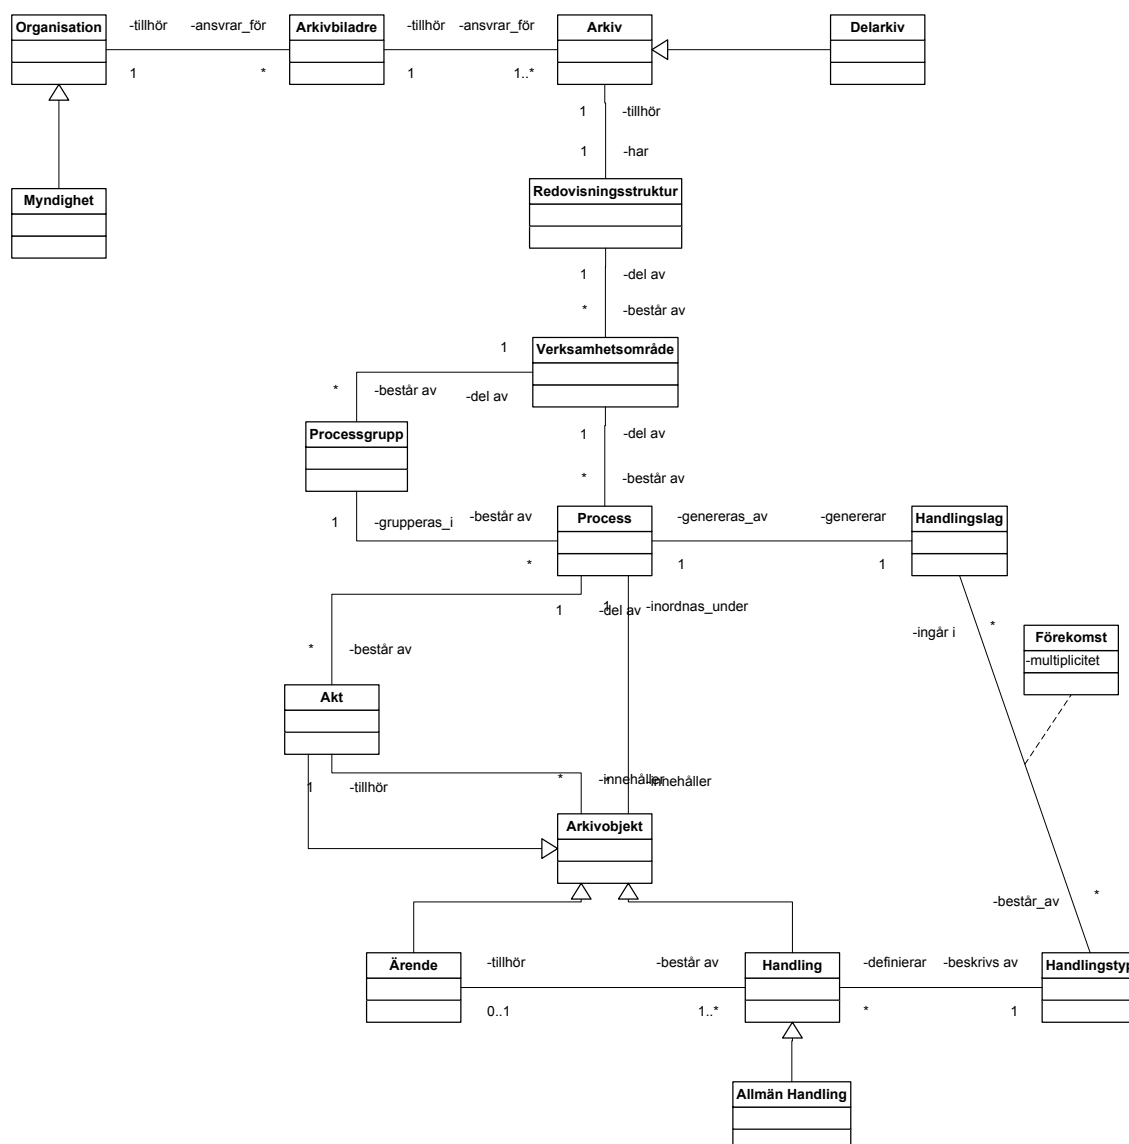 Organisation
-tillhör
-ansvrar_för
Arkivbiladre
-tillhör
-ansvrar_för
Arkiv
Delarkiv
1
*
1
1..*
1
-tillhör
1
-har
Myndighet
Redovisningsstruktur
1
-del av
*
-består av
1
Verksamhetsområde
*
-består av
-del av
Processgrupp
1
-del av
*
-består av
1
-grupperas_i
-består av
*
Process
-genereras_av
-genererar
Handlingslag
1
1
1
-del av
1
-inordnas_under
-ingår i
*
Förekomst
-multiplicitet
*
-består av
Akt
1
-tillhör
*
-innehåller
*
-innehåller
Arkivobjekt
-består_av
*
Ärende
-tillhör
-består av
Handling
-definierar
-beskrivs av
Handlingstyp
0..1
1..*
*
1
Allmän Handling